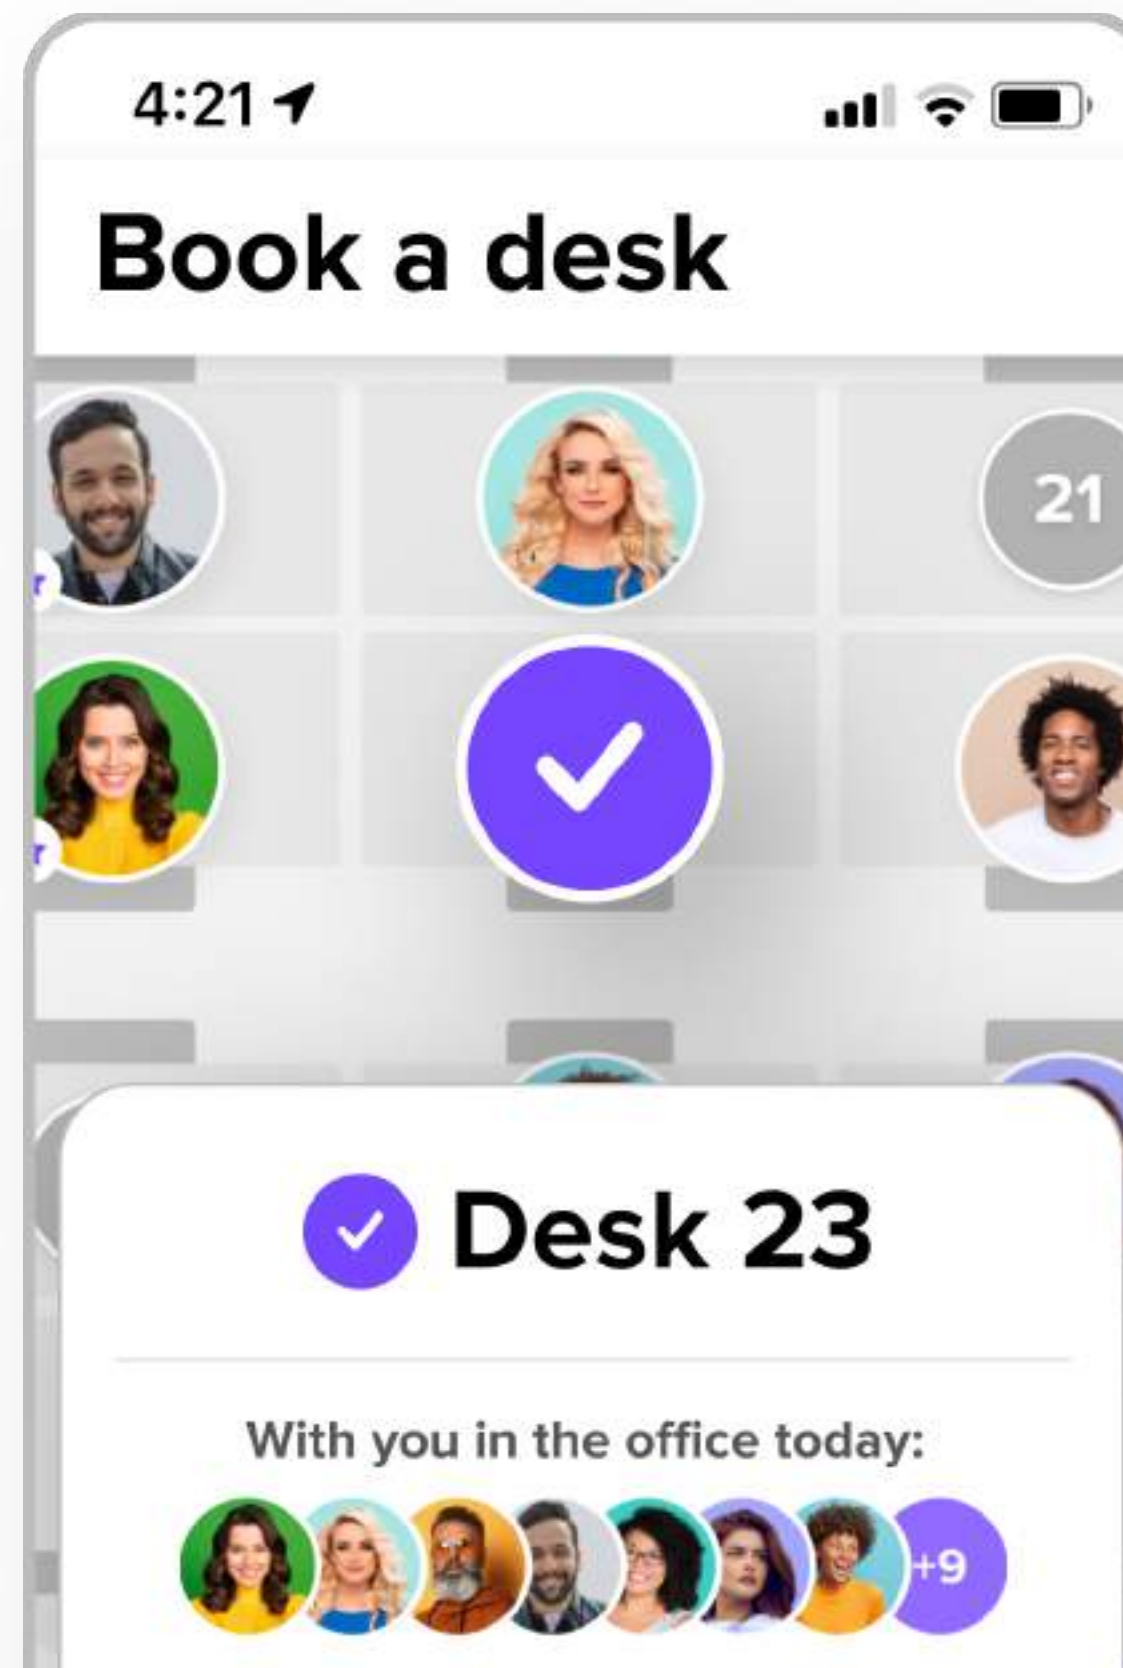 4:21
Book a desk
21
r
r
Desk 23
With you in the office today:
+9